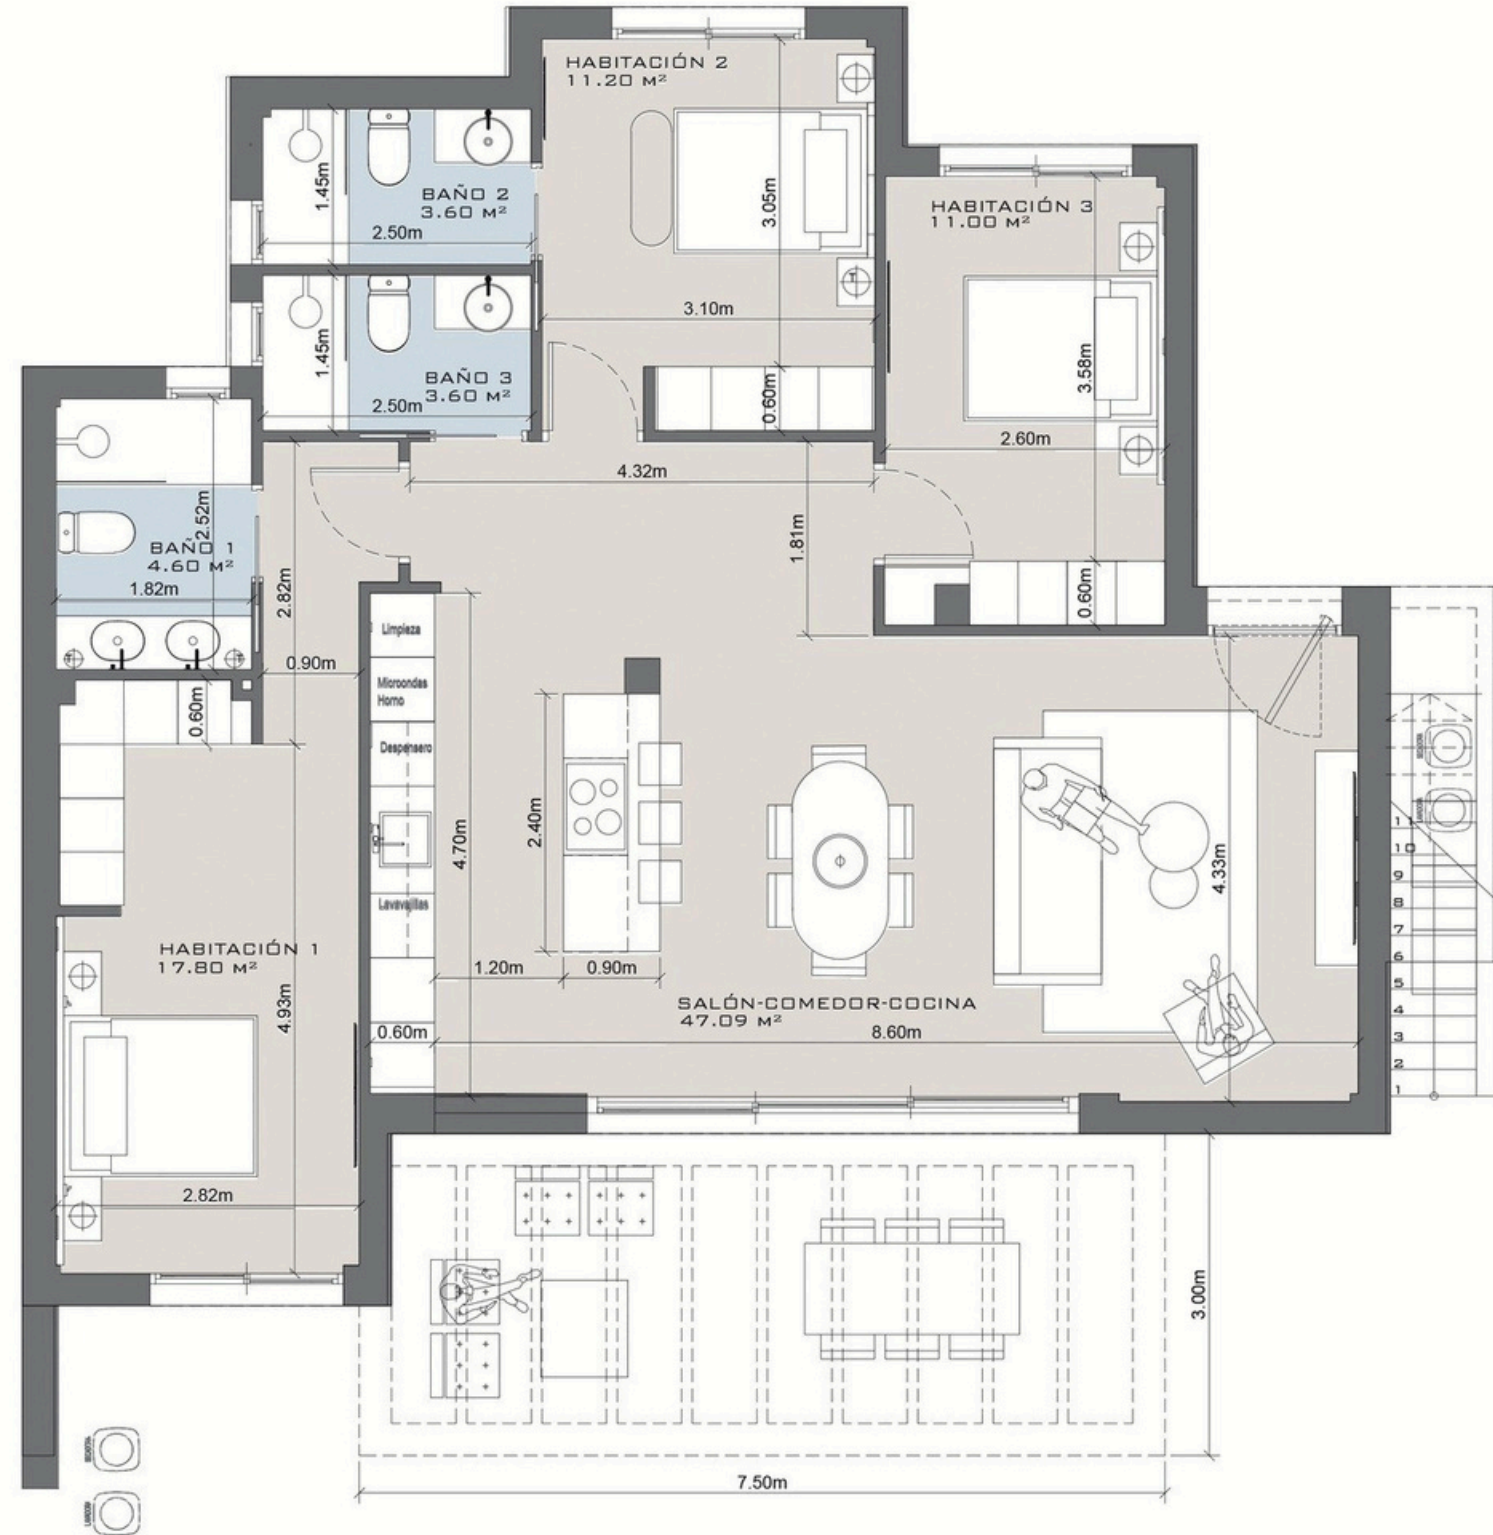 HABITACIÓN 2
11.20 M²
3.05m
3.10m
0.60m
BAÑO 2
3.60 M²
1.45m
2.50m
BAÑO 3
3.60 M²
1.45m
2.50m
HABITACIÓN 3
11.00 M²
3.58m
2.60m
0.60m
BAÑO 1
4.60 M²
2.52m
1.82m
2.82m
0.90m
0.60m
4.32m
1.81m
Limpieza
Microondas
Horno
Despensero
Lavavajillas
4.70m
2.40m
1.20m
0.90m
4.33m
HABITACIÓN 1
17.80 M²
4.93m
2.82m
SALÓN-COMEDOR-COCINA
47.09 M²
0.60m
8.60m
11
10
9
8
7
6
5
4
3
2
1
3.00m
7.50m